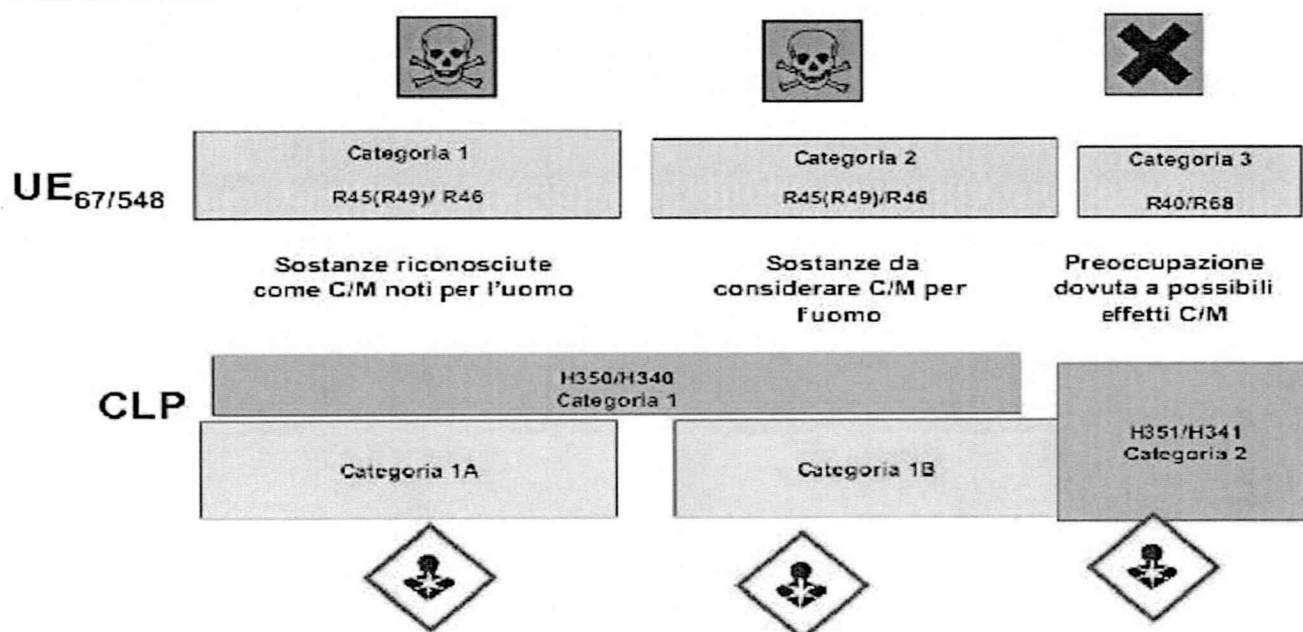 Categoria 1
R45(R49)/ R46
Categoria 2
R45(R49)/R46
Categoria 3
R40/R68
UE67/548
Sostanze riconosciute
come C/M noti per l'uomo
Sostanze da
considerare C/M per
l'uomo
Preoccupazione
dovuta a possibili
effetti C/M
CLP
H350/H340
Categoria 1
Categoria 1A
Categoria 1B
H351/H341
Categoria 2